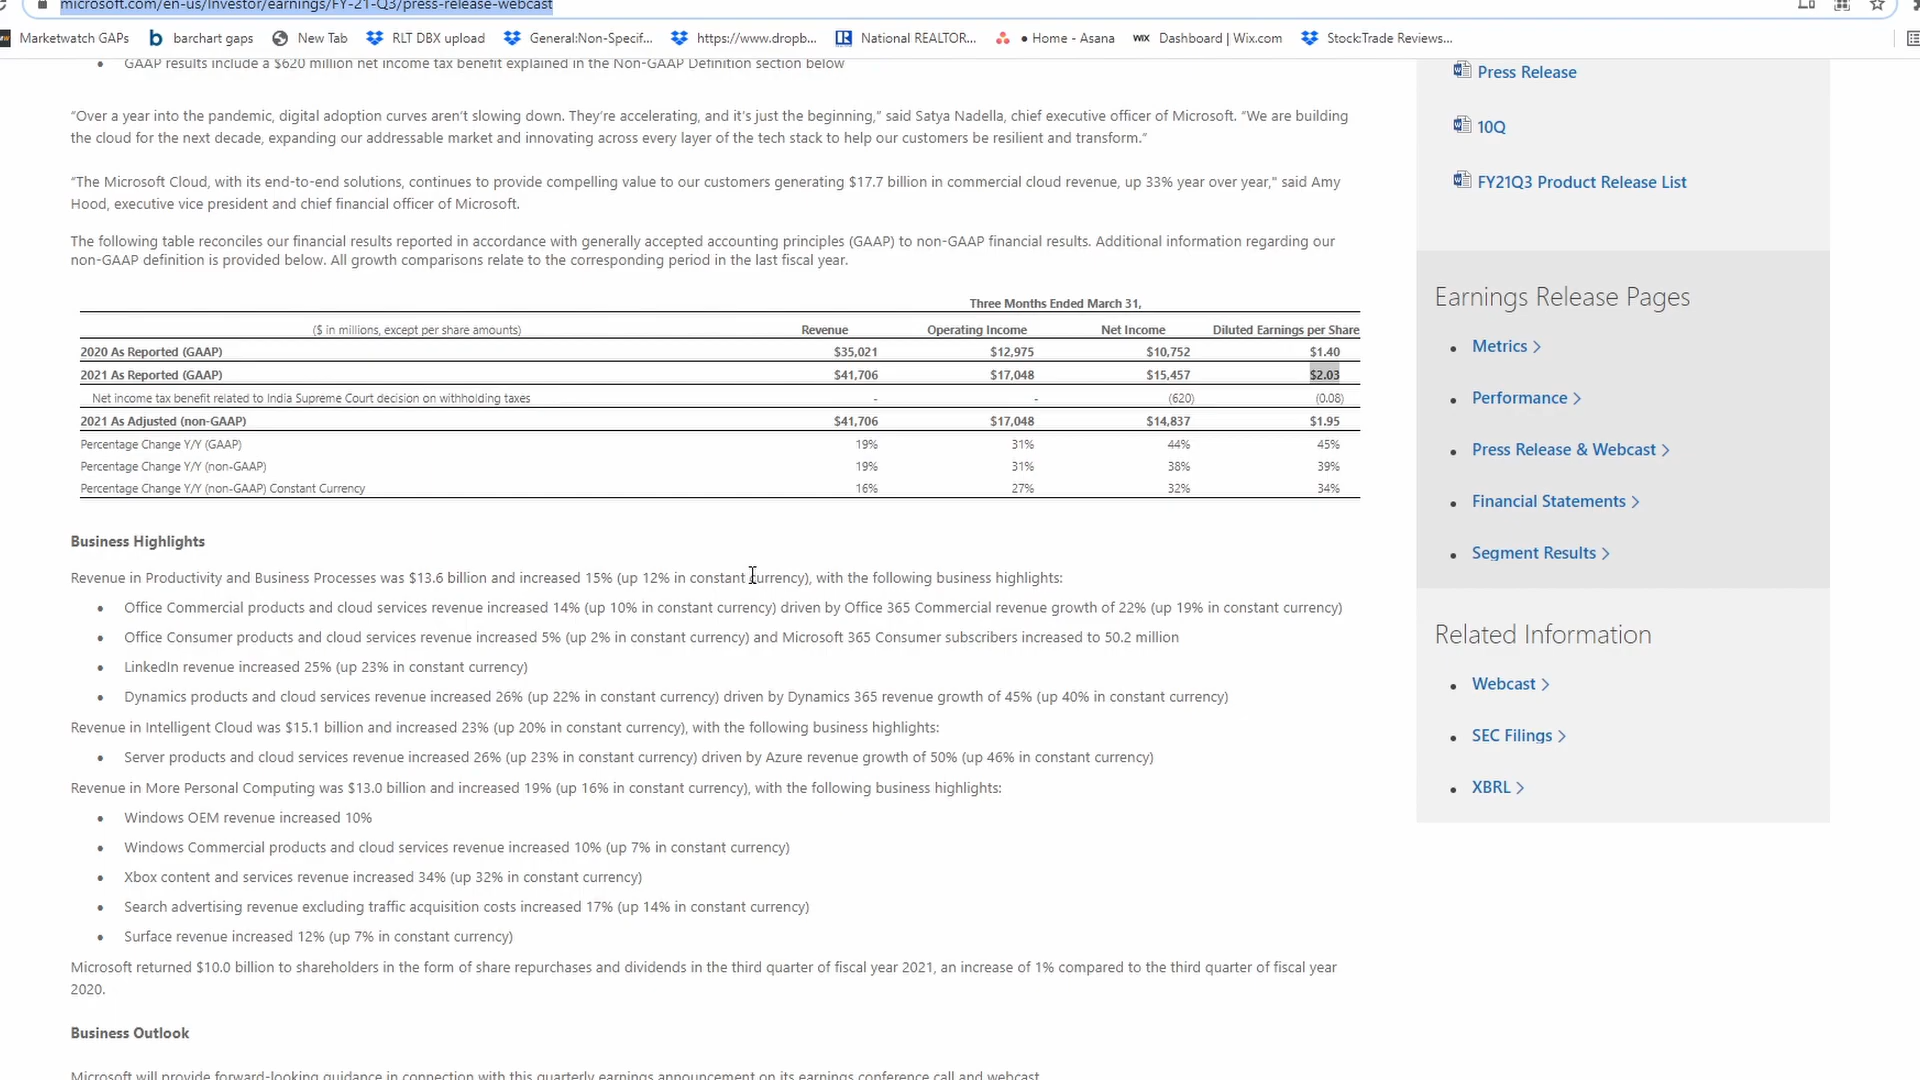 microsoft.com/en-us/Investor/earnings/FY-21-Q3/press-release-webcast
Marketwatch GAPs barchart gaps New Tab RLT DBX upload General:Non-Specif... https://www.dropb... National REALTOR... • Home - Asana WIX Dashboard | Wix.com Stock:Trade Reviews...
• GAAP results include a $620 million net income tax benefit explained in the Non-GAAP Definition section below
“Over a year into the pandemic, digital adoption curves aren’t slowing down. They’re accelerating, and it’s just the beginning,” said Satya Nadella, chief executive officer of Microsoft. “We are building
the cloud for the next decade, expanding our addressable market and innovating across every layer of the tech stack to help our customers be resilient and transform.”
“The Microsoft Cloud, with its end-to-end solutions, continues to provide compelling value to our customers generating $17.7 billion in commercial cloud revenue, up 33% year over year,” said Amy
Hood, executive vice president and chief financial officer of Microsoft.
The following table reconciles our financial results reported in accordance with generally accepted accounting principles (GAAP) to non-GAAP financial results. Additional information regarding our
non-GAAP definition is provided below. All growth comparisons relate to the corresponding period in the last fiscal year.
Three Months Ended March 31,
($ in millions, except per share amounts) Revenue Operating Income Net Income Diluted Earnings per Share
2020 As Reported (GAAP) $35,021 $12,975 $10,752 $1.40
2021 As Reported (GAAP) $41,706 $17,048 $15,457 $2.03
Net income tax benefit related to India Supreme Court decision on withholding taxes - - (620) (0.08)
2021 As Adjusted (non-GAAP) $41,706 $17,048 $14,837 $1.95
Percentage Change Y/Y (GAAP) 19% 31% 44% 45%
Percentage Change Y/Y (non-GAAP) 19% 31% 38% 39%
Percentage Change Y/Y (non-GAAP) Constant Currency 16% 27% 32% 34%
Business Highlights
Revenue in Productivity and Business Processes was $13.6 billion and increased 15% (up 12% in constant currency), with the following business highlights:
• Office Commercial products and cloud services revenue increased 14% (up 10% in constant currency) driven by Office 365 Commercial revenue growth of 22% (up 19% in constant currency)
• Office Consumer products and cloud services revenue increased 5% (up 2% in constant currency) and Microsoft 365 Consumer subscribers increased to 50.2 million
• LinkedIn revenue increased 25% (up 23% in constant currency)
• Dynamics products and cloud services revenue increased 26% (up 22% in constant currency) driven by Dynamics 365 revenue growth of 45% (up 40% in constant currency)
Revenue in Intelligent Cloud was $15.1 billion and increased 23% (up 20% in constant currency), with the following business highlights:
• Server products and cloud services revenue increased 26% (up 23% in constant currency) driven by Azure revenue growth of 50% (up 46% in constant currency)
Revenue in More Personal Computing was $13.0 billion and increased 19% (up 16% in constant currency), with the following business highlights:
• Windows OEM revenue increased 10%
• Windows Commercial products and cloud services revenue increased 10% (up 7% in constant currency)
• Xbox content and services revenue increased 34% (up 32% in constant currency)
• Search advertising revenue excluding traffic acquisition costs increased 17% (up 14% in constant currency)
• Surface revenue increased 12% (up 7% in constant currency)
Microsoft returned $10.0 billion to shareholders in the form of share repurchases and dividends in the third quarter of fiscal year 2021, an increase of 1% compared to the third quarter of fiscal year
2020.
Business Outlook
Microsoft will provide forward-looking guidance in connection with this quarterly earnings announcement on its earnings conference call and webcast.
Press Release
10Q
FY21Q3 Product Release List
Earnings Release Pages
• Metrics >
• Performance >
• Press Release & Webcast >
• Financial Statements >
• Segment Results >
Related Information
• Webcast >
• SEC Filings >
• XBRL >